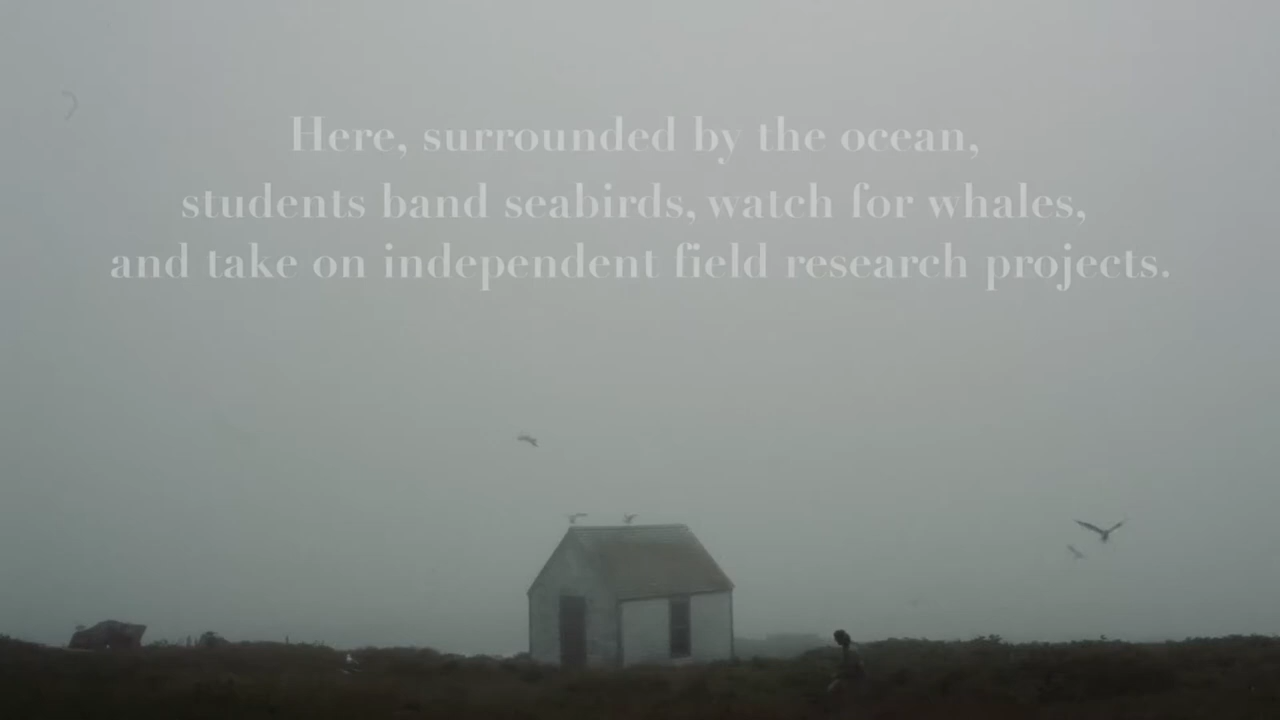 Here, surrounded by the ocean,
students band seabirds, watch for whales,
and take on independent field research projects.